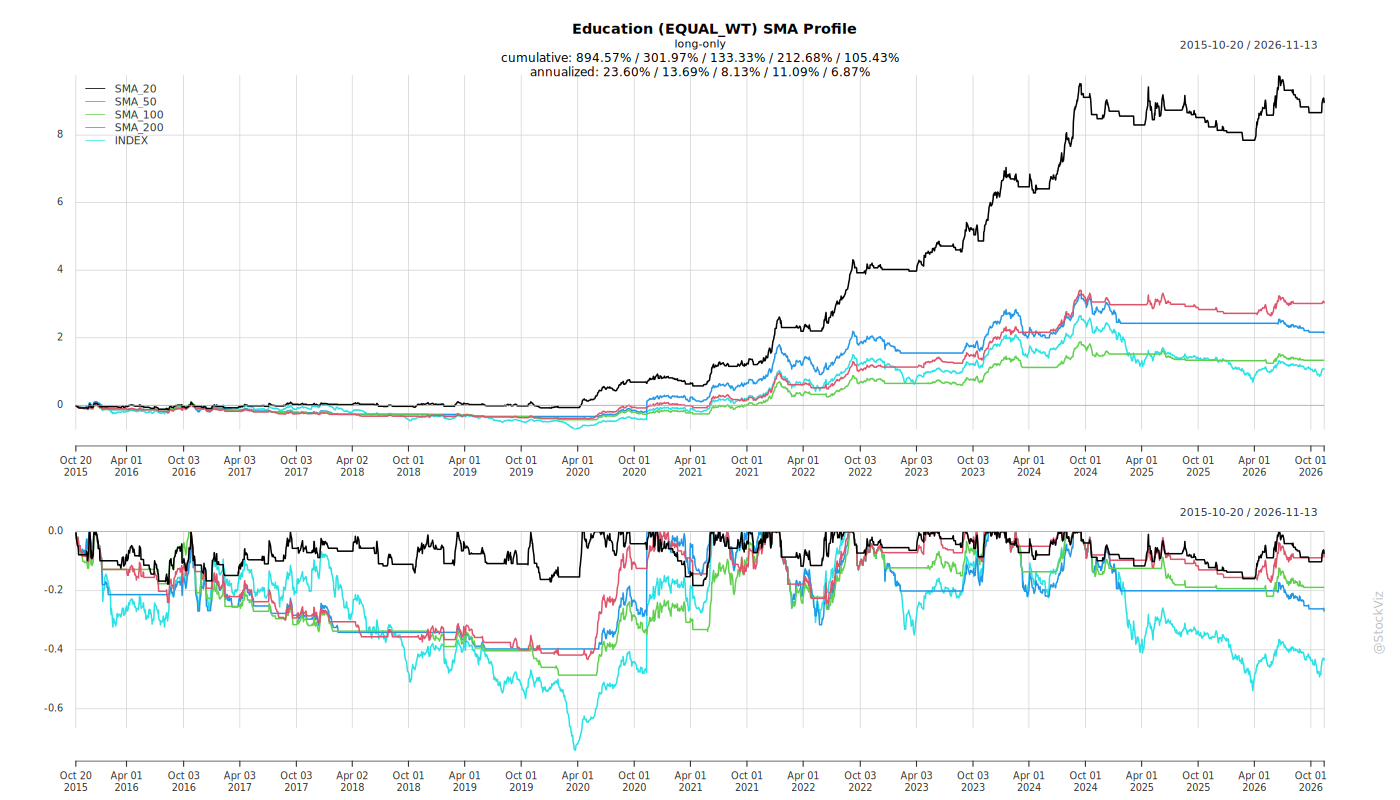 Education (EQUAL_WT) SMA Profile
long-only
cumulative: 894.57% / 301.97% / 133.33% / 212.68% / 105.43%
annualized: 23.60% / 13.69% / 8.13% / 11.09% / 6.87%
2015-10-20 / 2026-11-13
SMA_20
SMA_50
SMA_100
SMA_200
INDEX
8
6
4
2
0
Oct 20 Apr 01 Oct 03 Apr 03 Oct 03 Apr 02 Oct 01 Apr 01 Oct 01 Apr 01 Oct 01 Apr 01 Oct 01 Apr 01 Oct 03 Apr 03 Oct 03 Apr 01 Oct 01 Apr 01 Oct 01 Apr 01 Oct 01
2015 2016 2016 2017 2017 2018 2018 2019 2019 2020 2020 2021 2021 2022 2022 2023 2023 2024 2024 2025 2025 2026 2026
2015-10-20 / 2026-11-13
0.0
-0.2
-0.4
-0.6
Oct 20 Apr 01 Oct 03 Apr 03 Oct 03 Apr 02 Oct 01 Apr 01 Oct 01 Apr 01 Oct 01 Apr 01 Oct 01 Apr 01 Oct 03 Apr 03 Oct 03 Apr 01 Oct 01 Apr 01 Oct 01 Apr 01 Oct 01
2015 2016 2016 2017 2017 2018 2018 2019 2019 2020 2020 2021 2021 2022 2022 2023 2023 2024 2024 2025 2025 2026 2026
@StockViz